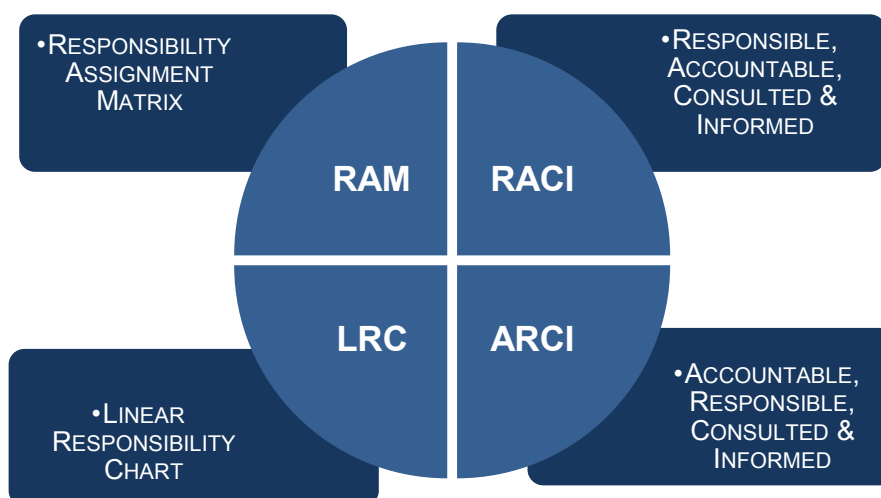 •RESPONSIBILITY
ASSIGNMENT
MATRIX
•RESPONSIBLE,
ACCOUNTABLE,
CONSULTED &
INFORMED
RAM
RACI
LRC
ARCI
•LINEAR
RESPONSIBILITY
CHART
•ACCOUNTABLE,
RESPONSIBLE,
CONSULTED &
INFORMED